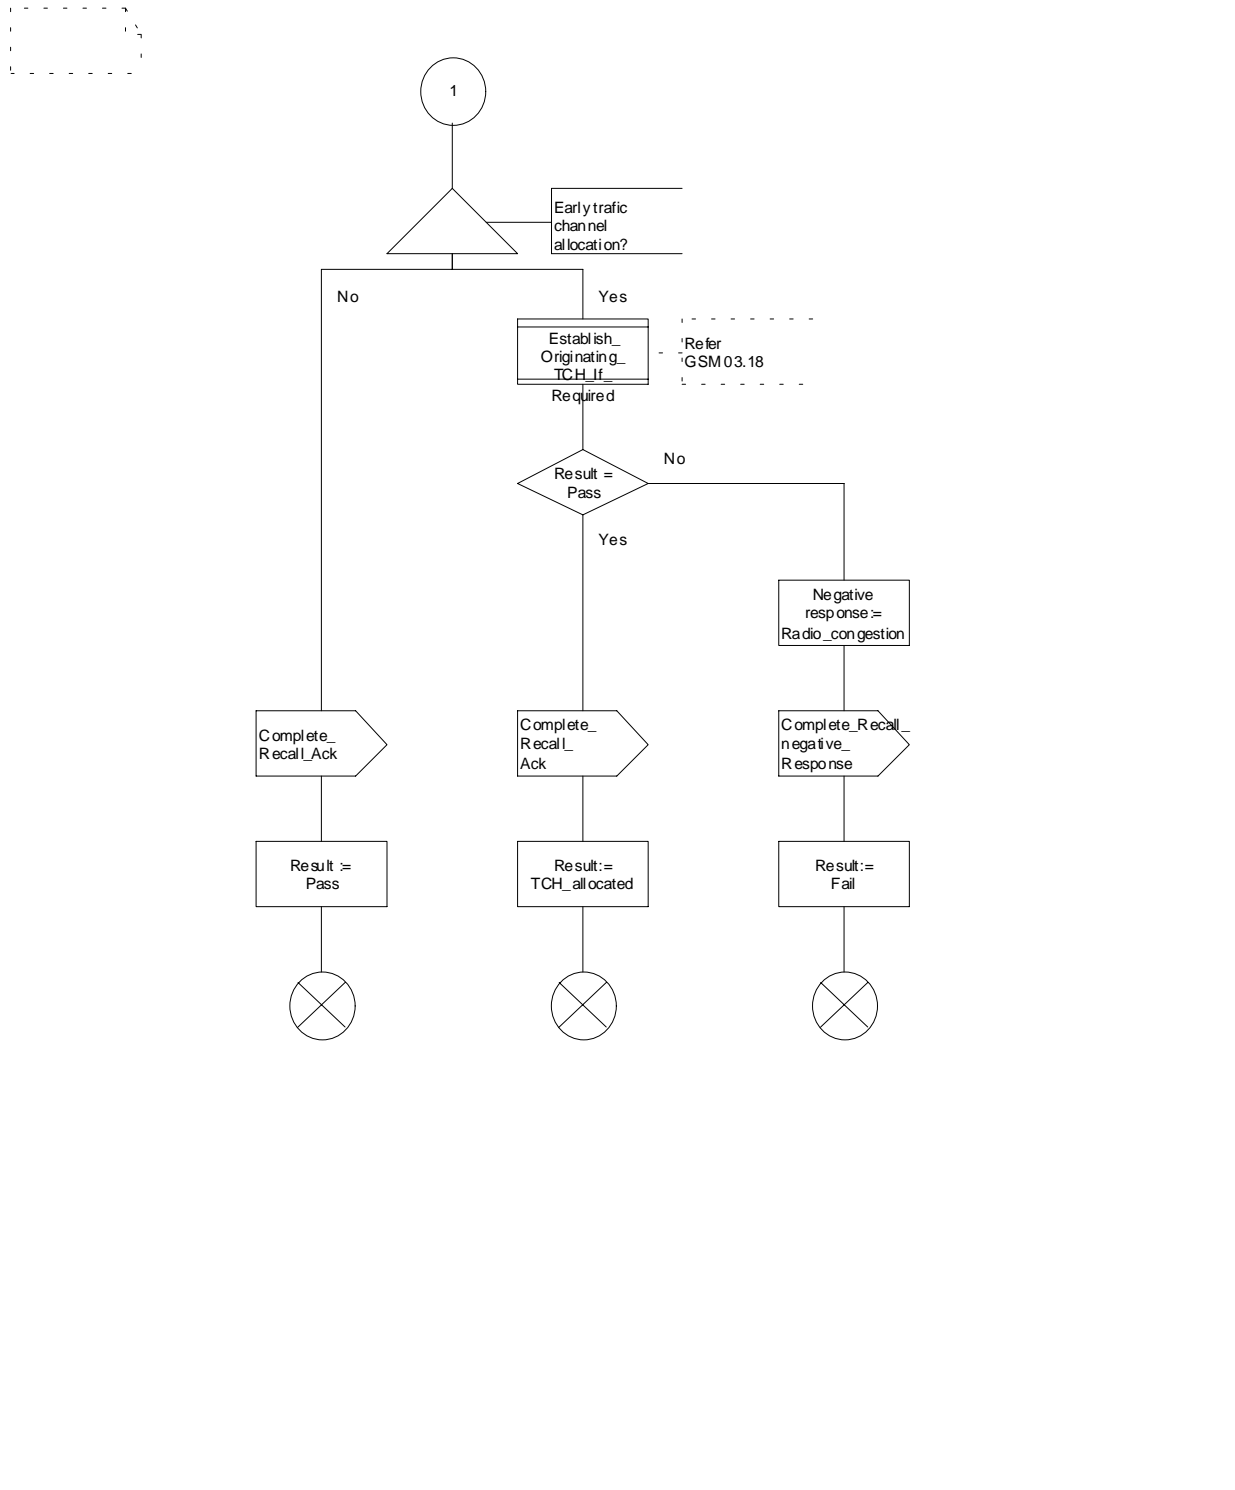 1
Early trafic
channel
allocation?
No
Yes
Establish_
Originating_
TCH_If_
Required
Refer
GSM 03.18
Result =
Pass
No
Yes
Negative
response:=
Radio_congestion
Complete_
Recall_Ack
Complete_
Recall_
Ack
Complete_Recall_
negative_
Response
Result :=
Pass
Result:=
TCH_allocated
Result:=
Fail